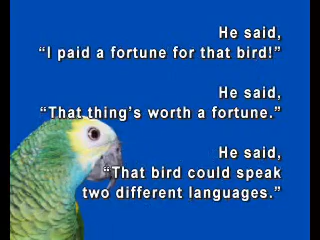 He said,
“I paid a fortune for that bird!”
He said,
“That thing’s worth a fortune.”
He said,
“That bird could speak
two different languages.”